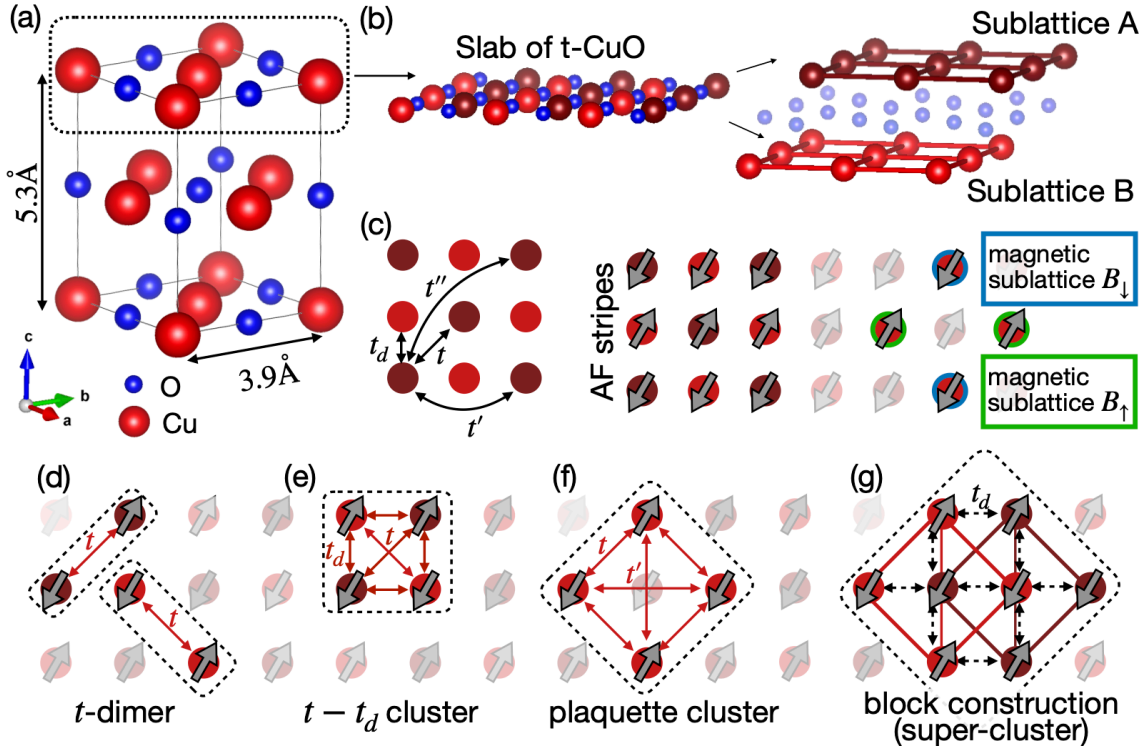 (a)
5.3Å
3.9Å
c
b
a
O
Cu
(b)
Slab of t-CuO
Sublattice A
Sublattice B
(c)
t″
t_d
t
t′
AF stripes
magnetic
sublattice B↓
magnetic
sublattice B↑
(d)
t
t
t-dimer
(e)
t
t_d
t − t_d cluster
(f)
t
t′
plaquette cluster
(g)
t_d
block construction
(super-cluster)